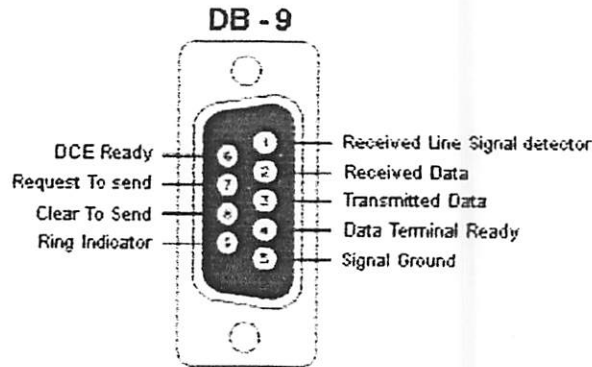 DB - 9
DCE Ready
Request To send
Clear To Send
Ring Indicator
6
7
8
9
1
2
3
4
5
Received Line Signal detector
Received Data
Transmitted Data
Data Terminal Ready
Signal Ground